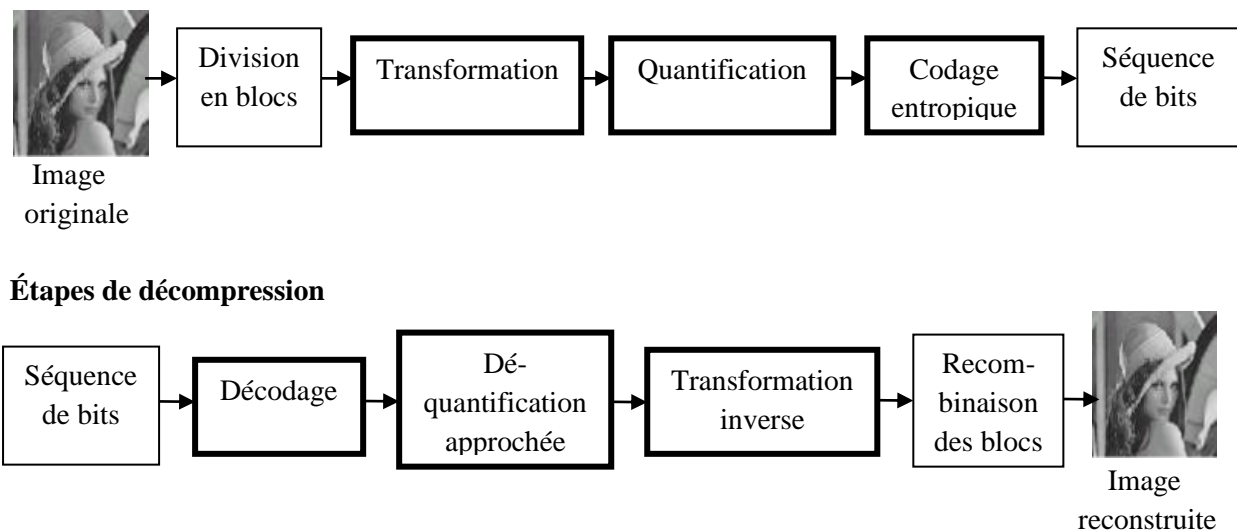 Division
en blocs
Transformation
Quantification
Codage
entropique
Séquence
de bits
Image
originale
Étapes de décompression
Séquence
de bits
Décodage
Dé-
quantification
approchée
Transformation
inverse
Recom-
binaison
des blocs
Image
reconstruite